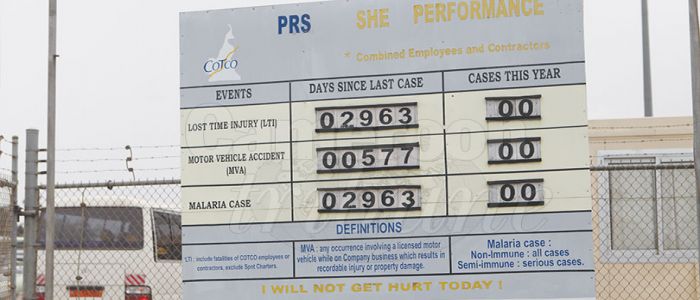 PRS SHE PERFORMANCE
COTCO
* Combined Employees and Contractors
EVENTS DAYS SINCE LAST CASE CASES THIS YEAR
LOST TIME INJURY (LTI) 02963 00
MOTOR VEHICLE ACCIDENT (MVA) 00577 00
MALARIA CASE 02963 00
DEFINITIONS
LTI : include fatalities of COTCO employees or
contractors, exclude Spot Charters.
MVA : any occurrence involving a licensed motor
vehicle while on Company business which results in
recordable injury or property damage.
Malaria case :
Non-Immune : all cases
Semi-immune : serious cases.
I WILL NOT GET HURT TODAY !
Cameroon
Tribune